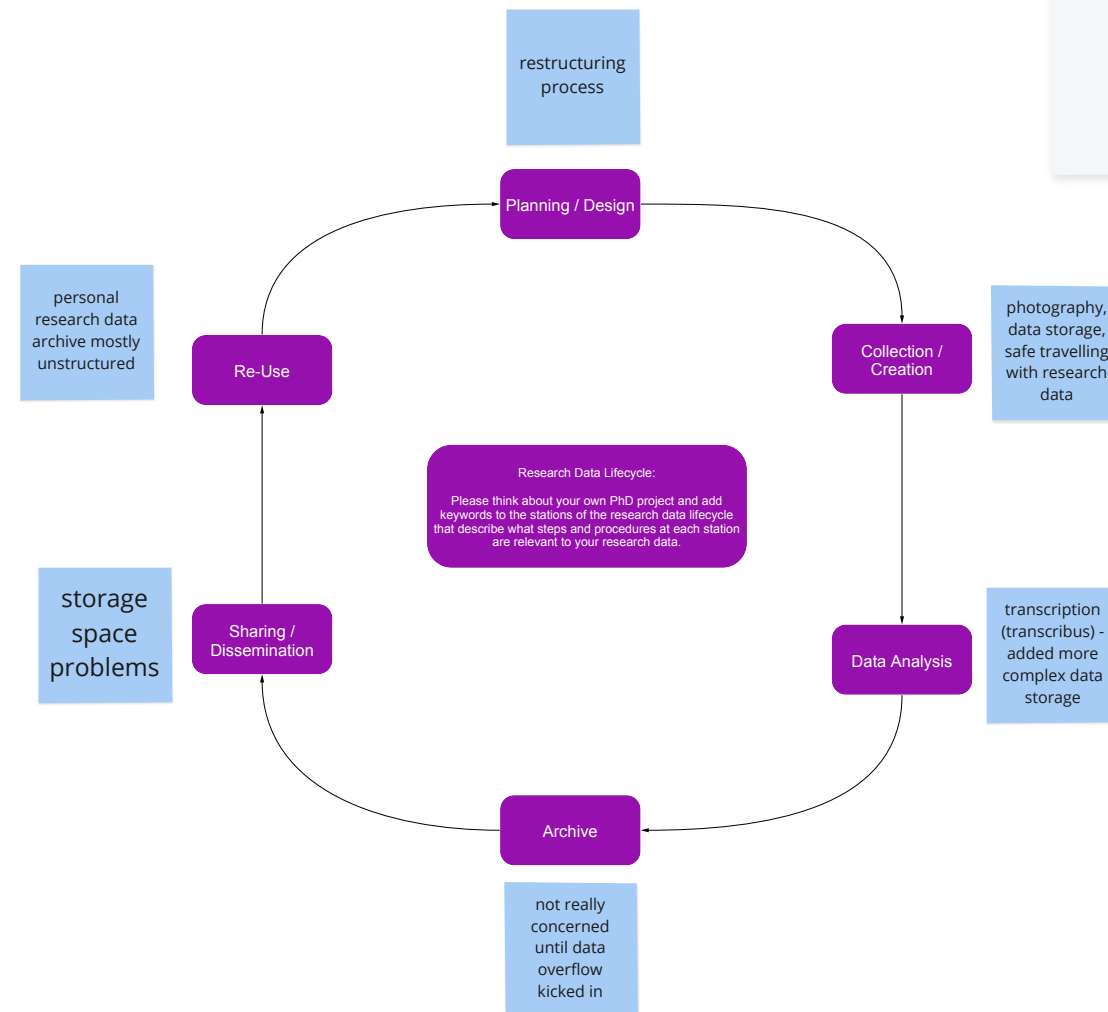 restructuring
process
Planning / Design
personal
research data
archive mostly
unstructured
photography,
data storage,
safe travelling
with research
data
Re-Use
Collection /
Creation
Research Data Lifecycle:
Please think about your own PhD project and add
keywords to the stations of the research data lifecycle
that describe what steps and procedures at each station
are relevant to your research data.
storage
space
problems
Sharing /
Dissemination
Data Analysis
transcription
(transcribus) -
added more
complex data
storage
Archive
not really
concerned
until data
overflow
kicked in